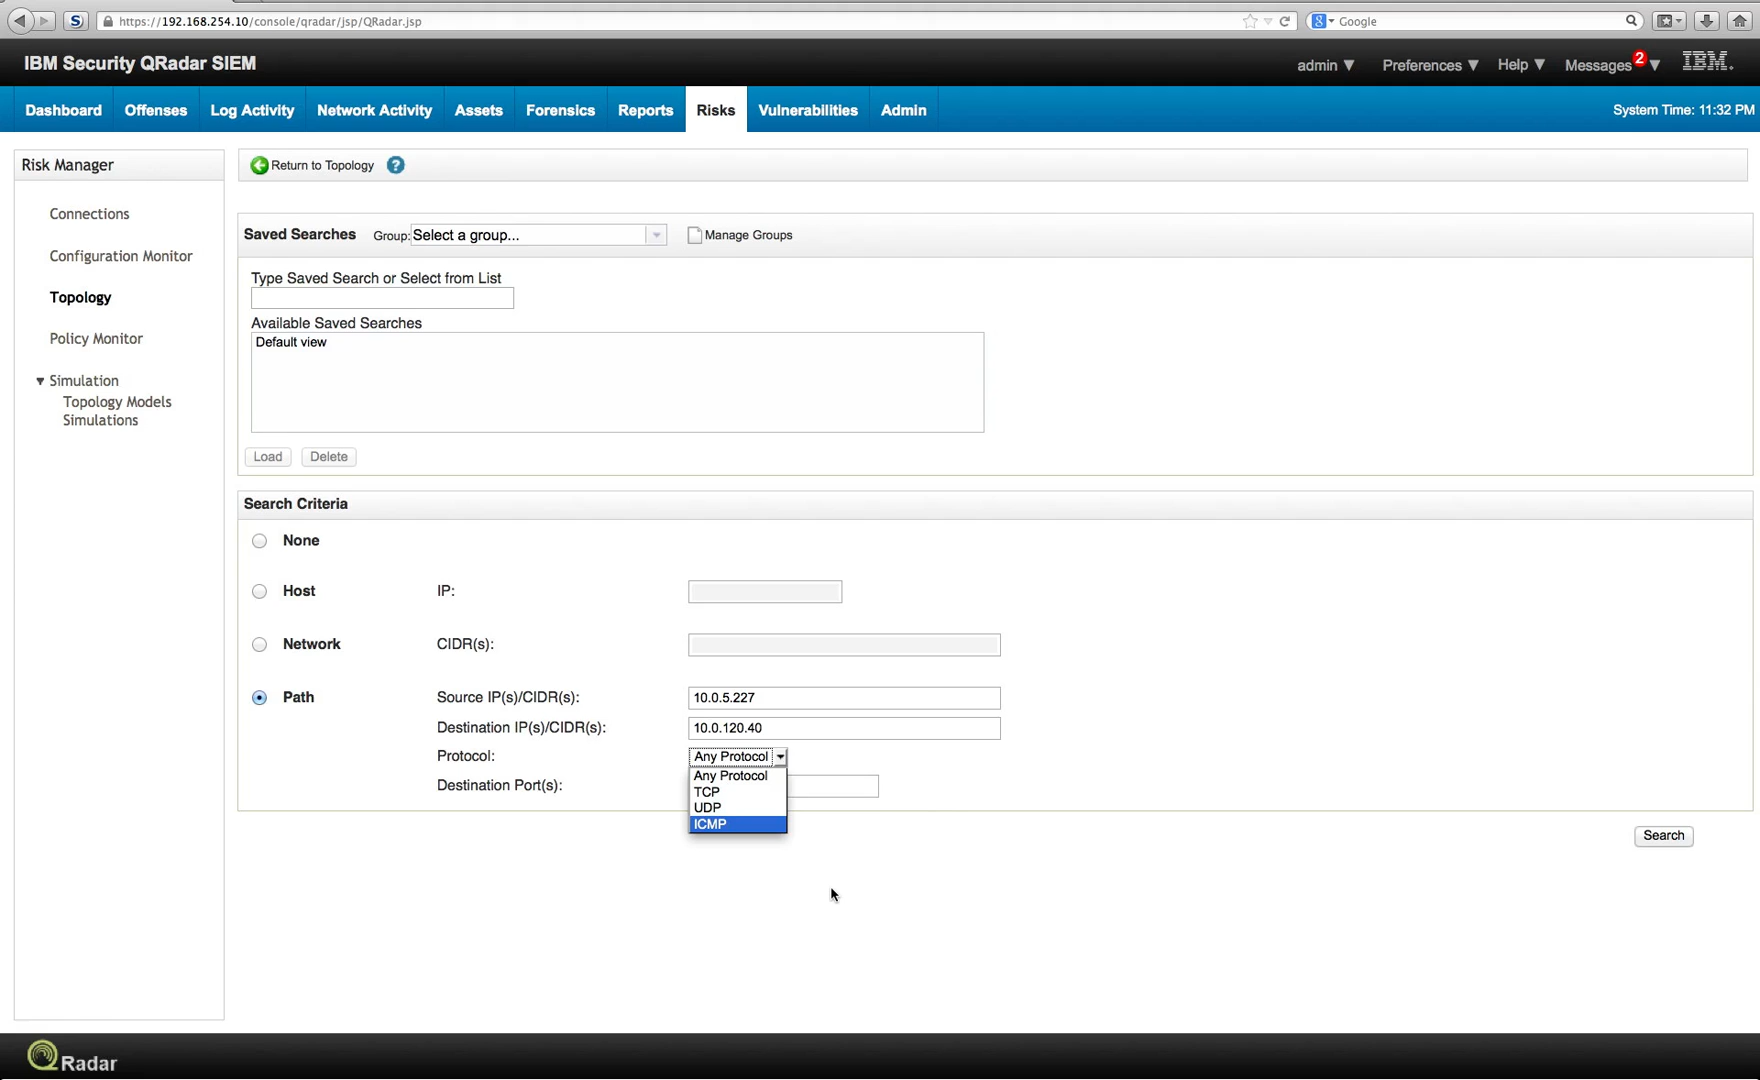 https://192.168.254.10/console/qradar/jsp/QRadar.jsp
Google
IBM Security QRadar SIEM
admin ▼ Preferences ▼ Help ▼ Messages 2 ▼ IBM.
Dashboard Offenses Log Activity Network Activity Assets Forensics Reports Risks Vulnerabilities Admin System Time: 11:32 PM
Risk Manager
Connections
Configuration Monitor
Topology
Policy Monitor
▼ Simulation
Topology Models
Simulations
Return to Topology ?
Saved Searches Group: Select a group... Manage Groups
Type Saved Search or Select from List
Available Saved Searches
Default view
Load Delete
Search Criteria
None
Host IP:
Network CIDR(s):
Path Source IP(s)/CIDR(s): 10.0.5.227
Destination IP(s)/CIDR(s): 10.0.120.40
Protocol: Any Protocol
Any Protocol
TCP
UDP
ICMP
Destination Port(s):
Search
QRadar